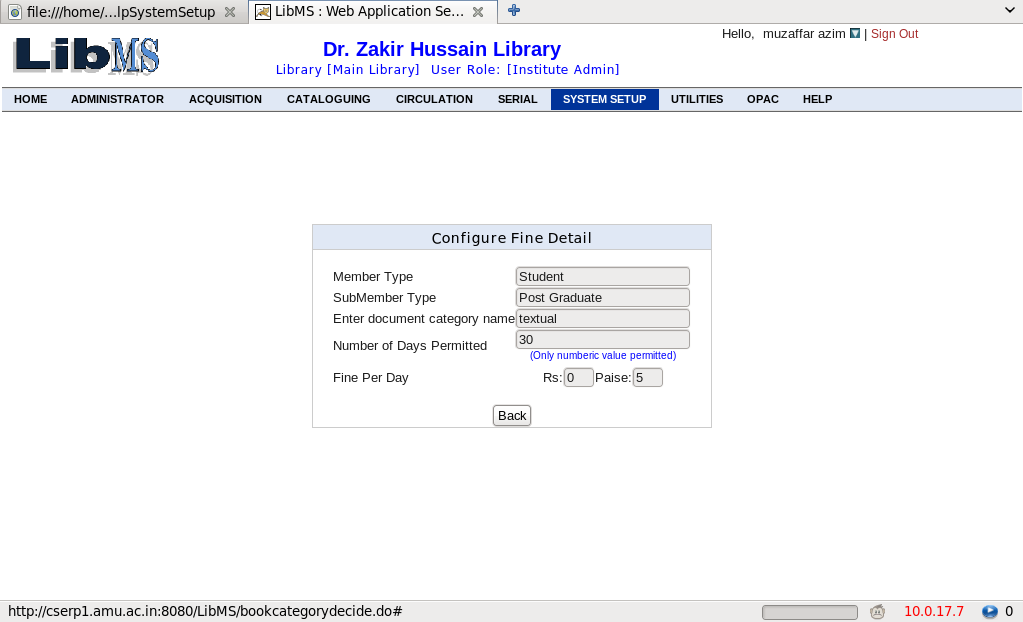 file:///home/...lpSystemSetup
LibMS : Web Application Se...
LibMS
Dr. Zakir Hussain Library
Hello, muzaffar azim | Sign Out
Library [Main Library] User Role: [Institute Admin]
HOME ADMINISTRATOR ACQUISITION CATALOGUING CIRCULATION SERIAL SYSTEM SETUP UTILITIES OPAC HELP
Configure Fine Detail
Member Type Student
SubMember Type Post Graduate
Enter document category name textual
Number of Days Permitted 30
(Only numberic value permitted)
Fine Per Day Rs: 0 Paise: 5
Back
http://cserp1.amu.ac.in:8080/LibMS/bookcategorydecide.do# 10.0.17.7 0